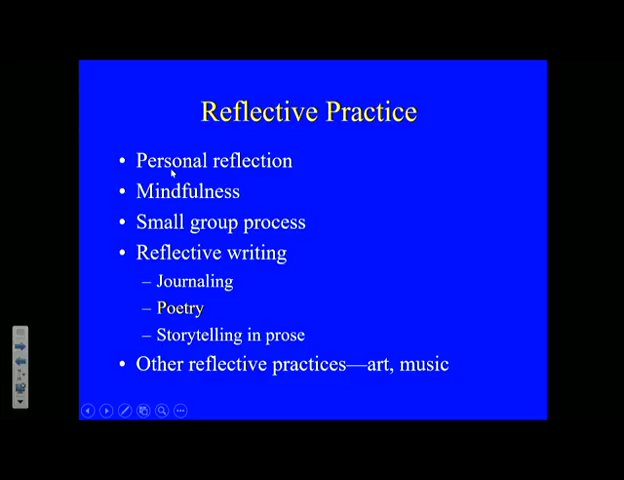 Reflective Practice
• Personal reflection
• Mindfulness
• Small group process
• Reflective writing
– Journaling
– Poetry
– Storytelling in prose
• Other reflective practices—art, music